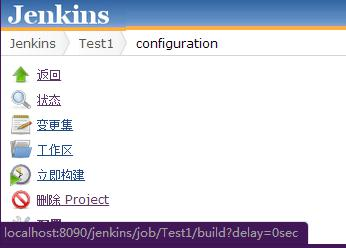 Jenkins
Jenkins Test1 configuration
返回
状态
变更集
工作区
立即构建
删除 Project
localhost:8090/jenkins/job/Test1/build?delay=0sec